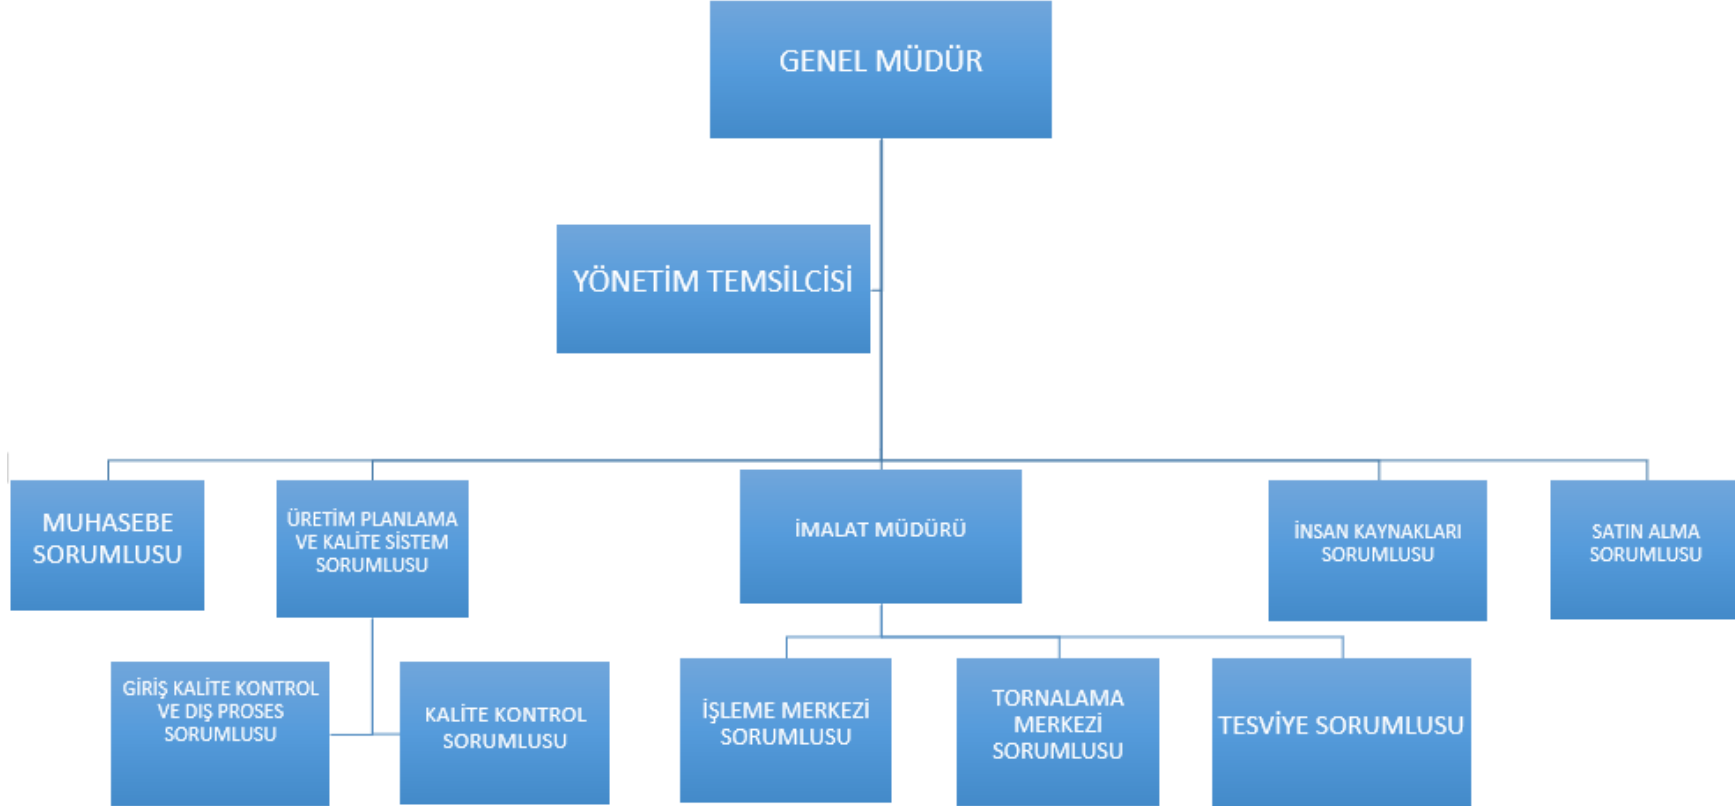 GENEL MÜDÜR
YÖNETİM TEMSİLCİSİ
MUHASEBE
SORUMLUSU
ÜRETİM PLANLAMA
VE KALİTE SİSTEM
SORUMLUSU
İMALAT MÜDÜRÜ
İNSAN KAYNAKLARI
SORUMLUSU
SATIN ALMA
SORUMLUSU
GİRİŞ KALİTE KONTROL
VE DIŞ PROSES
SORUMLUSU
KALİTE KONTROL
SORUMLUSU
İŞLEME MERKEZİ
SORUMLUSU
TORNALAMA
MERKEZİ
SORUMLUSU
TESVİYE SORUMLUSU